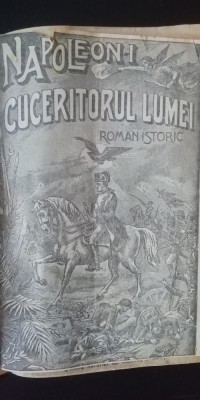 NAPOLEON-I
CUCERITORUL LUMEI
ROMAN ISTORIC